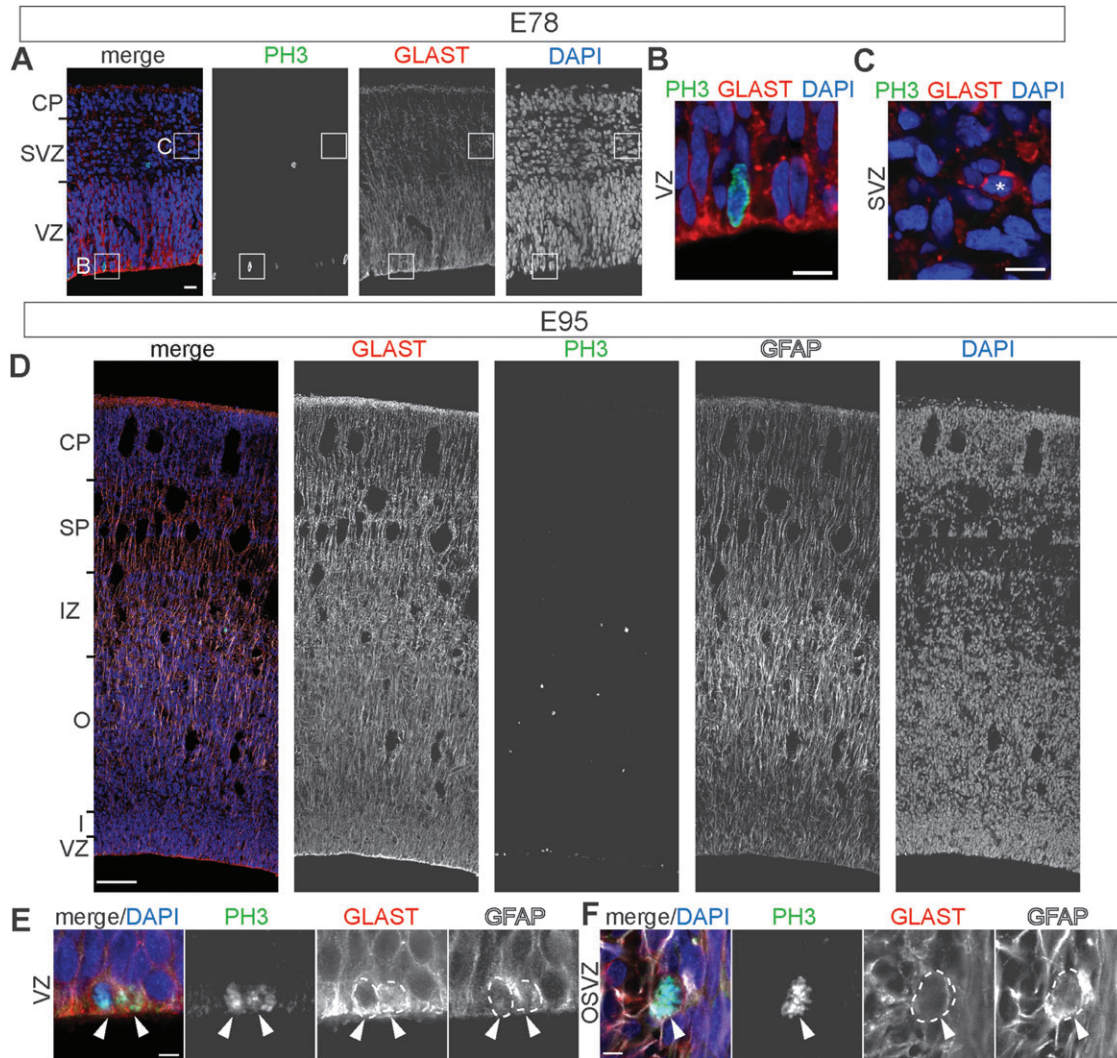 E78
A merge PH3 GLAST DAPI
CP
SVZ
VZ
C
B
B PH3 GLAST DAPI
VZ
C PH3 GLAST DAPI
SVZ
*
E95
D merge GLAST PH3 GFAP DAPI
CP
SP
IZ
O
I
VZ
E merge/DAPI PH3 GLAST GFAP
VZ
F merge/DAPI PH3 GLAST GFAP
OSVZ